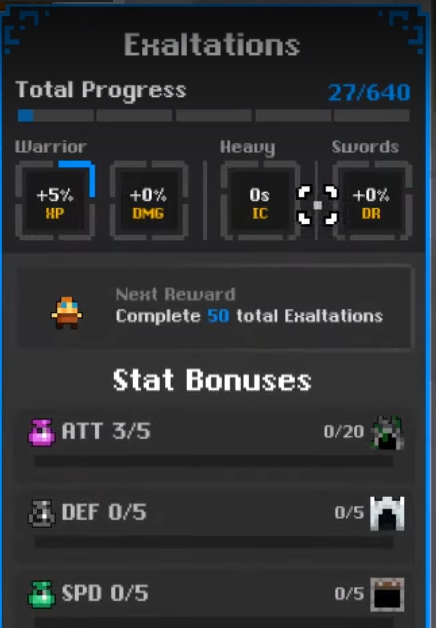 Exaltations
Total Progress 27/640
Warrior Heavy Swords
+5% +0% 0s +0%
XP DMG IC DR
Next Reward
Complete 50 total Exaltations
Stat Bonuses
ATT 3/5 0/20
DEF 0/5 0/5
SPD 0/5 0/5